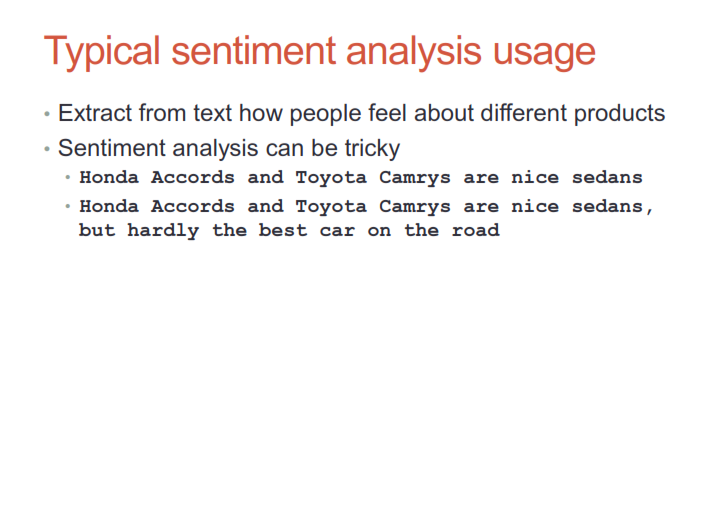 Typical sentiment analysis usage
• Extract from text how people feel about different products
• Sentiment analysis can be tricky
• Honda Accords and Toyota Camrys are nice sedans
• Honda Accords and Toyota Camrys are nice sedans,
but hardly the best car on the road